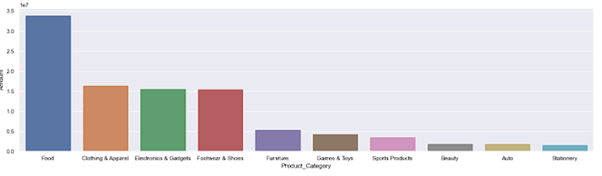 1e7
3.5
3.0
2.5
2.0
1.5
1.0
0.5
0.0
Amount
Food Clothing & Apparel Electronics & Gadgets Footwear & Shoes Furniture Games & Toys Sports Products Beauty Auto Stationery
Product_Category